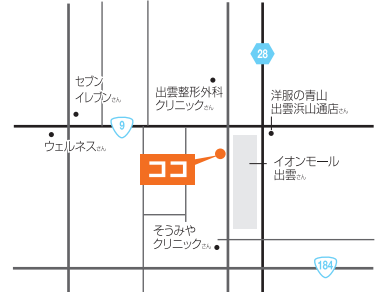 28
セブン
イレブンさん
出雲整形外科
クリニックさん
洋服の青山
出雲浜山通店さん
9
ウェルネスさん
ココ
イオンモール
出雲さん
そうみや
クリニックさん
184